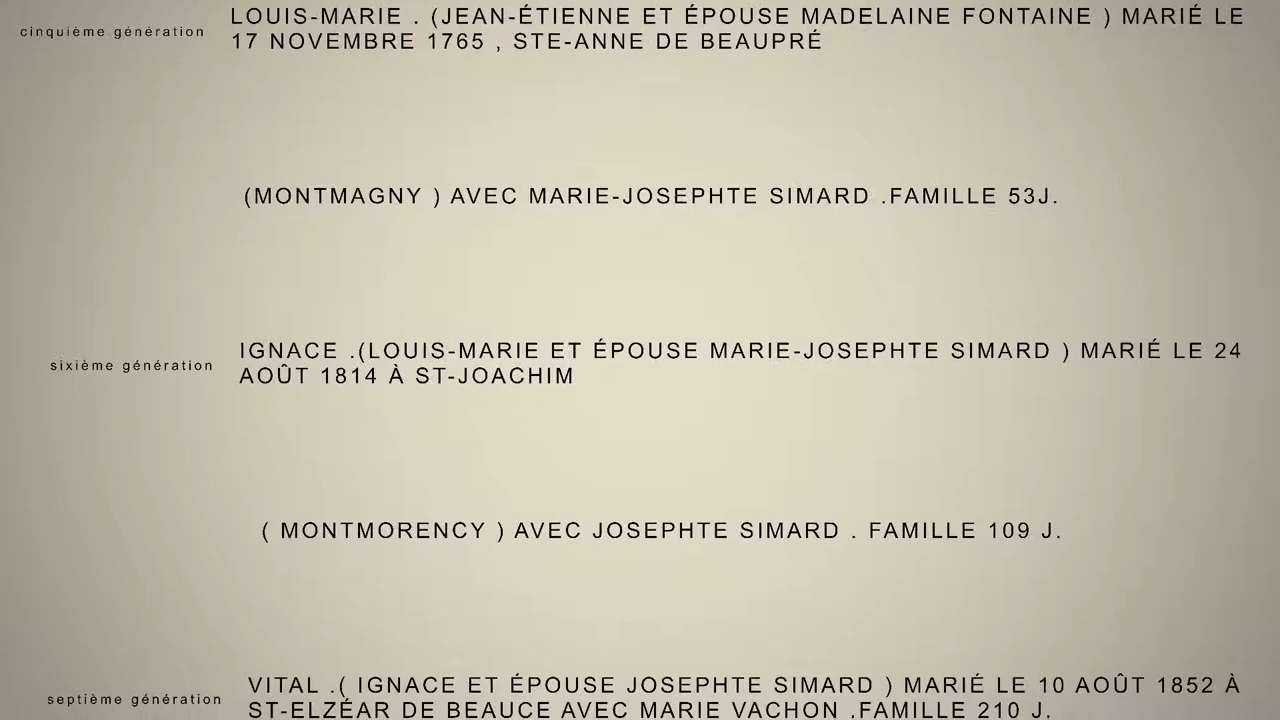 cinquième génération
LOUIS-MARIE . (JEAN-ÉTIENNE ET ÉPOUSE MADELAINE FONTAINE ) MARIÉ LE
17 NOVEMBRE 1765 , STE-ANNE DE BEAUPRÉ
(MONTMAGNY ) AVEC MARIE-JOSEPHTE SIMARD .FAMILLE 53J.
sixième génération
IGNACE .(LOUIS-MARIE ET ÉPOUSE MARIE-JOSEPHTE SIMARD ) MARIÉ LE 24
AOÛT 1814 À ST-JOACHIM
( MONTMORENCY ) AVEC JOSEPHTE SIMARD . FAMILLE 109 J.
septième génération
VITAL .( IGNACE ET ÉPOUSE JOSEPHTE SIMARD ) MARIÉ LE 10 AOÛT 1852 À
ST-ELZÉAR DE BEAUCE AVEC MARIE VACHON .FAMILLE 210 J.